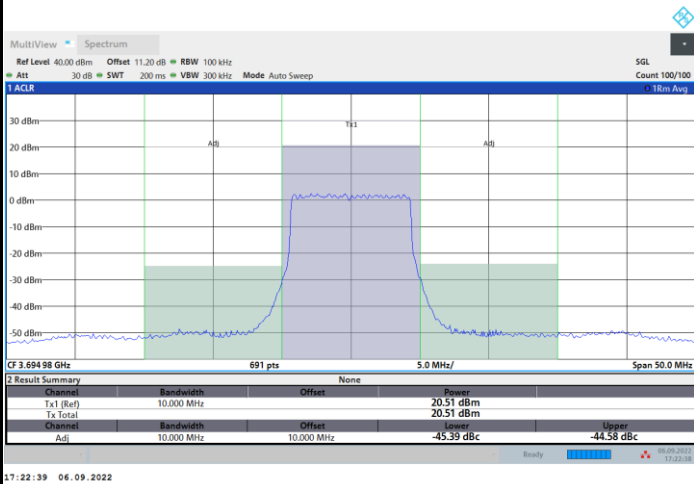 MultiView Spectrum
Ref Level 40.00 dBm Offset 11.20 dB RBW 100 kHz SGL
Att 30 dB SWT 200 ms VBW 300 kHz Mode Auto Sweep Count 100/100
1 ACLR 1Rm Avg
30 dBm
Tx1
20 dBm Adj Adj
10 dBm
0 dBm
-10 dBm
-20 dBm
-30 dBm
-40 dBm
-50 dBm
CF 3.694 98 GHz 691 pts 5.0 MHz/ Span 50.0 MHz
2 Result Summary None
Channel Bandwidth Offset Power
Tx1 (Ref) 10.000 MHz 20.51 dBm
Tx Total 20.51 dBm
Channel Bandwidth Offset Lower Upper
Adj 10.000 MHz 10.000 MHz -45.39 dBc -44.58 dBc
Ready 06.09.2022
17:22:38
17:22:39 06.09.2022